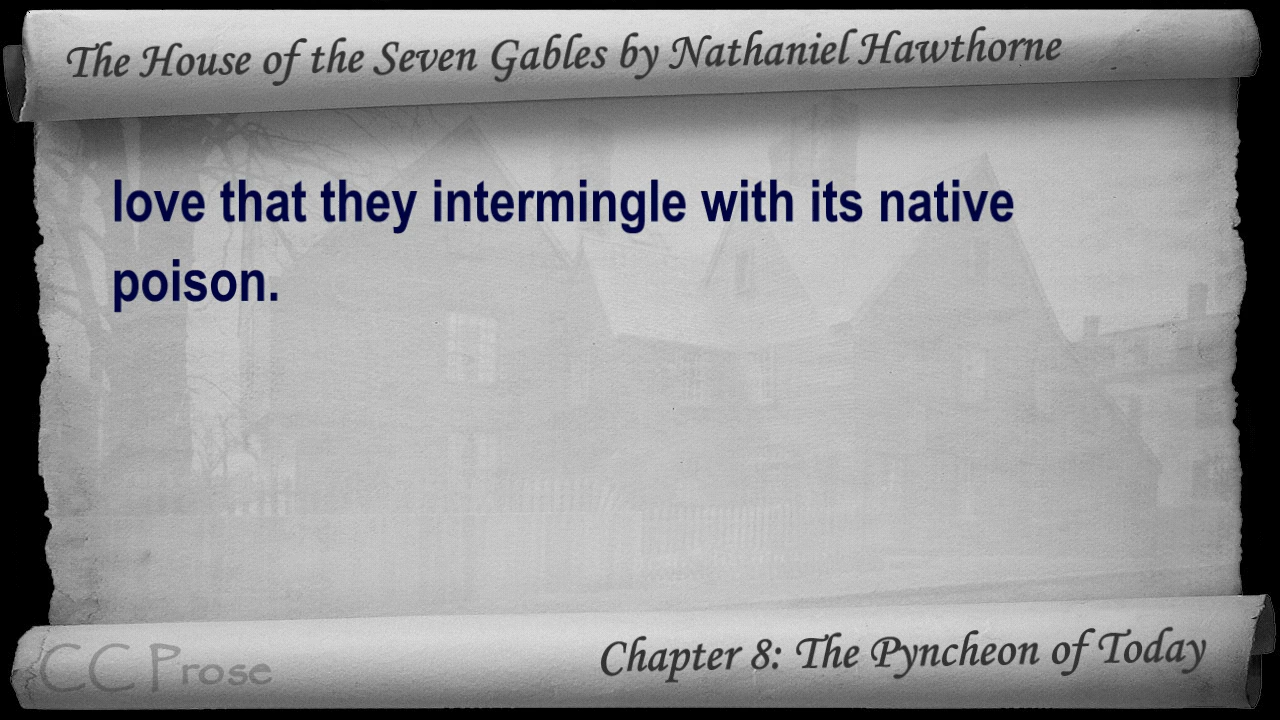 The House of the Seven Gables by Nathaniel Hawthorne
love that they intermingle with its native
poison.
CC Prose
Chapter 8: The Pyncheon of Today